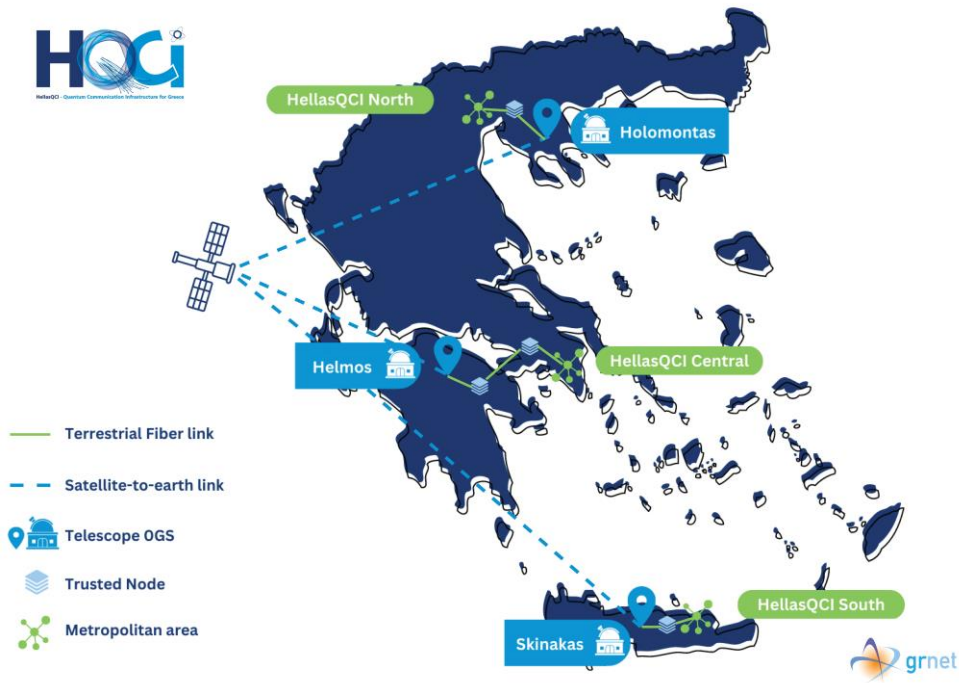 HQCi
HellasQCI - Quantum Communication Infrastructure for Greece
HellasQCI North
Holomontas
Helmos
HellasQCI Central
Terrestrial Fiber link
Satellite-to-earth link
Telescope OGS
Trusted Node
Metropolitan area
HellasQCI South
Skinakas
grnet